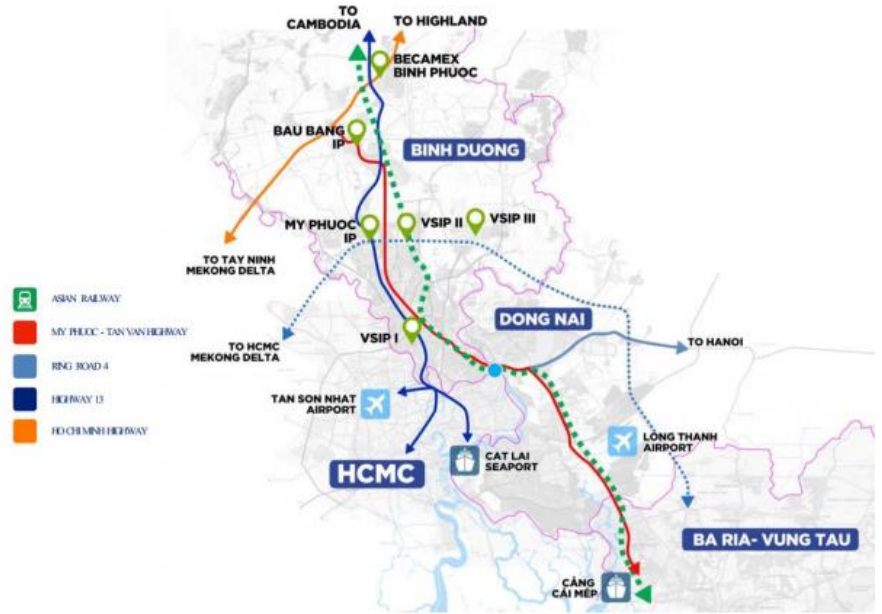 TO
CAMBODIA
TO HIGHLAND
BECAMEX
BINH PHUOC
BAU BANG
IP
BINH DUONG
MY PHUOC
IP
VSIP II
VSIP III
TO TAY NINH
MEKONG DELTA
ASIAN RAILWAY
MY PHUOC - TAN VAN HIGHWAY
RING ROAD 4
HIGHWAY 13
HO CHI MINH HIGHWAY
TO HCMC
MEKONG DELTA
VSIP I
DONG NAI
TO HANOI
TAN SON NHAT
AIRPORT
LONG THANH
AIRPORT
CAT LAI
SEAPORT
HCMC
BA RIA- VUNG TAU
CẢNG
CÁI MÉP